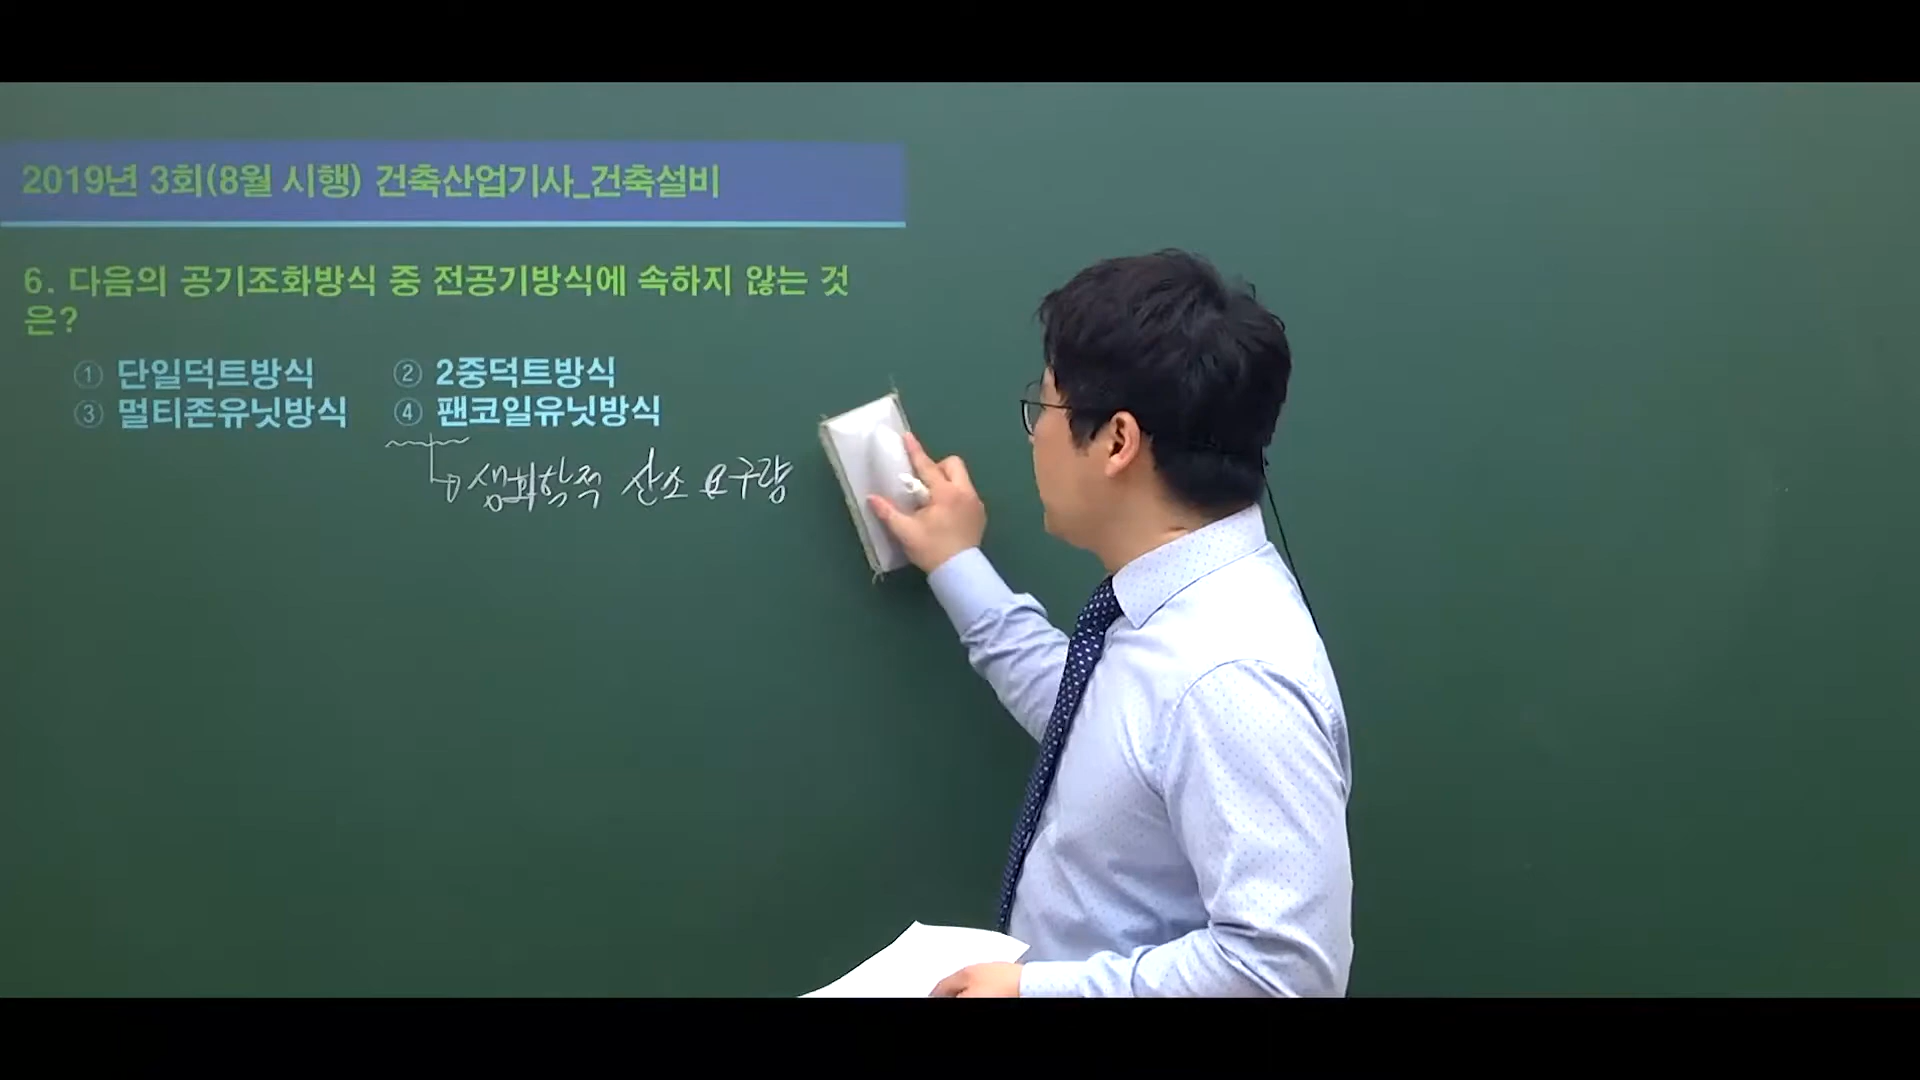 2019년 3회(8월 시행) 건축산업기사_건축설비
6. 다음의 공기조화방식 중 전공기방식에 속하지 않는 것
은?
① 단일덕트방식 ② 2중덕트방식
③ 멀티존유닛방식 ④ 팬코일유닛방식
생화학적 산소 요구량